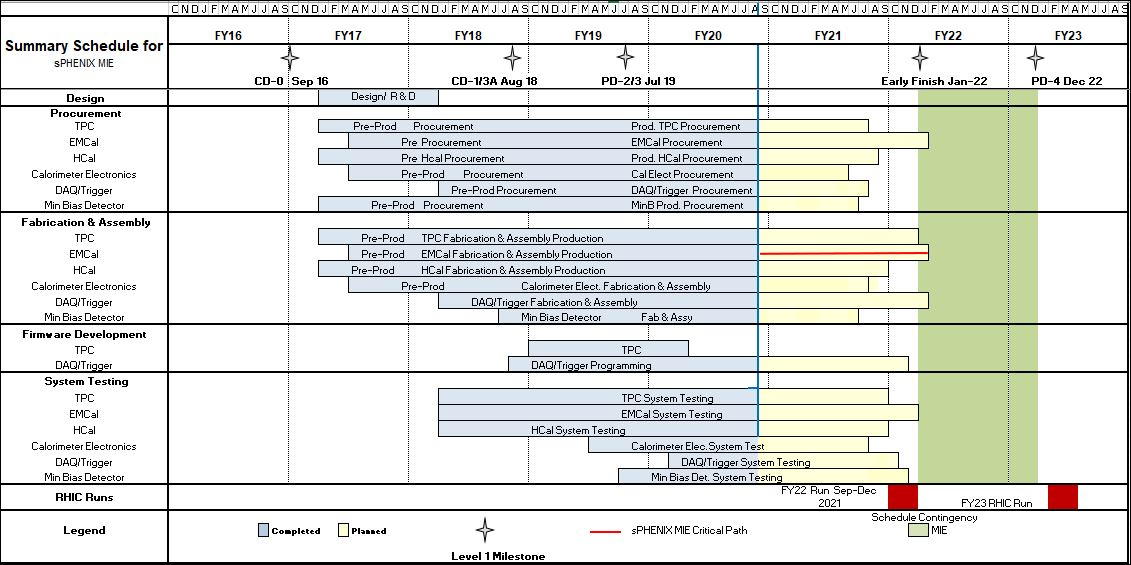 O N D J F M A M J J A S O N D J F M A M J J A S O N D J F M A M J J A S O N D J F M A M J J A S O N D J F M A M J J A S O N D J F M A M J J A S O N D J F M A M J J A S O N D J F M A M J J A S
Summary Schedule for
sPHENIX MIE
FY16 FY17 FY18 FY19 FY20 FY21 FY22 FY23
CD-0 Sep 16 CD-1/3A Aug 18 PD-2/3 Jul 19 Early Finish Jan-22 PD-4 Dec 22
Design Design/ R & D
Procurement
TPC Pre-Prod Procurement Prod. TPC Procurement
EMCal Pre Procurement EMCal Procurement
HCal Pre Hcal Procurement Prod. HCal Procurement
Calorimeter Electronics Pre-Prod Procurement Cal Elect Procurement
DAQ/Trigger Pre-Prod Procurement DAQ/Trigger Procurement
Min Bias Detector Pre-Prod Procurement MinB Prod. Procurement
Fabrication & Assembly
TPC Pre-Prod TPC Fabrication & Assembly Production
EMCal Pre-Prod EMCal Fabrication & Assembly Production
HCal Pre-Prod HCal Fabrication & Assembly Production
Calorimeter Electronics Pre-Prod Calorimeter Elect. Fabrication & Assembly
DAQ/Trigger DAQ/Trigger Fabrication & Assembly
Min Bias Detector Min Bias Detector Fab & Assy
Firmware Development
TPC TPC
DAQ/Trigger DAQ/Trigger Programming
System Testing
TPC TPC System Testing
EMCal EMCal System Testing
HCal HCal System Testing
Calorimeter Electronics Calorimeter Elec. System Test
DAQ/Trigger DAQ/Trigger System Testing
Min Bias Detector Min Bias Det. System Testing
RHIC Runs FY22 Run Sep-Dec
2021 FY23 RHIC Run
Schedule Contingency
Legend Completed Planned sPHENIX MIE Critical Path MIE
Level 1 Milestone